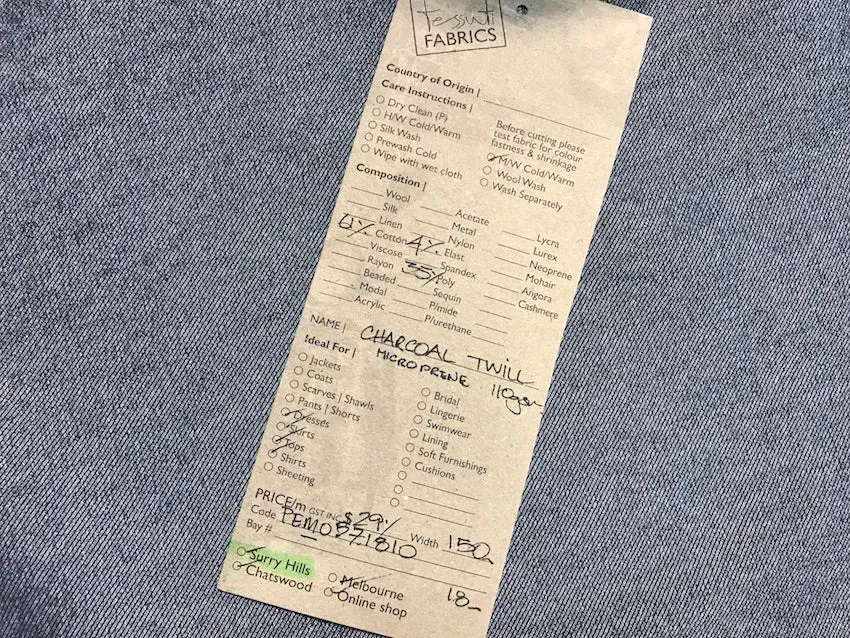 Tessuti
FABRICS
Country of Origin |
Care Instructions |
Dry Clean (P)
H/W Cold/Warm
Silk Wash
Prewash Cold
Wipe with wet cloth
Before cutting please
test fabric for colour
fastness & shrinkage
M/W Cold/Warm
Wool Wash
Wash Separately
Composition |
Wool Acetate Lycra
Silk Metal Lurex
Linen Nylon Neoprene
Cotton 4% Elast Mohair
Viscose Spandex Angora
Rayon 35% Poly Cashmere
Beaded Sequin
Modal P/mide
Acrylic P/urethane
NAME | CHARCOAL TWILL
MICROPRENE 110gsm
Ideal For |
Jackets
Coats
Scarves | Shawls
Pants | Shorts
Dresses
Skirts
Tops
Shirts
Sheeting
Bridal
Lingerie
Swimwear
Lining
Soft Furnishings
Cushions
PRICE/m GST INC $29 Width 150
Code PEM0571810
Bay #
Surry Hills Melbourne 18
Chatswood Online shop